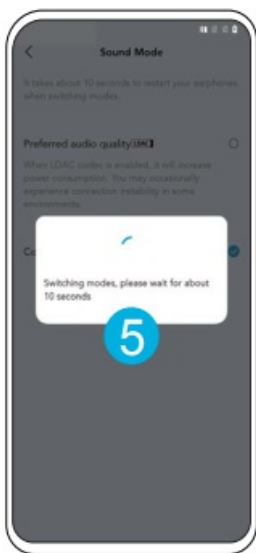 Sound Mode
It takes about 10 seconds to restart your earphones
when switching modes.
Preferred audio quality LDAC
When LDAC codec is enabled, it will increase
power consumption. You may occasionally
experience connection instability in some
environments.
Co
Switching modes, please wait for about
10 seconds
5